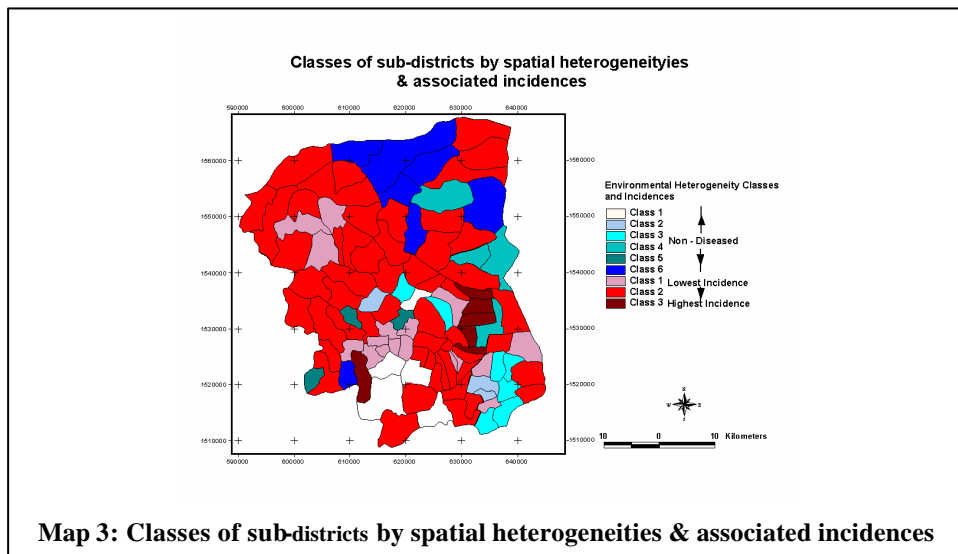 Classes of sub-districts by spatial heterogeneityies
& associated incidences
590000 600000 610000 620000 630000 640000
1560000 1560000
1550000 1550000
1540000 1540000
1530000 1530000
1520000 1520000
1510000 1510000
590000 600000 610000 620000 630000 640000
Environmental Heterogeneity Classes
and Incidences
Class 1
Class 2
Class 3
Class 4
Class 5
Class 6
Class 1
Class 2
Class 3
Non - Diseased
Lowest Incidence
Highest Incidence
N
W E
S
10 0 10 Kilometers
Map 3: Classes of sub-districts by spatial heterogeneities & associated incidences